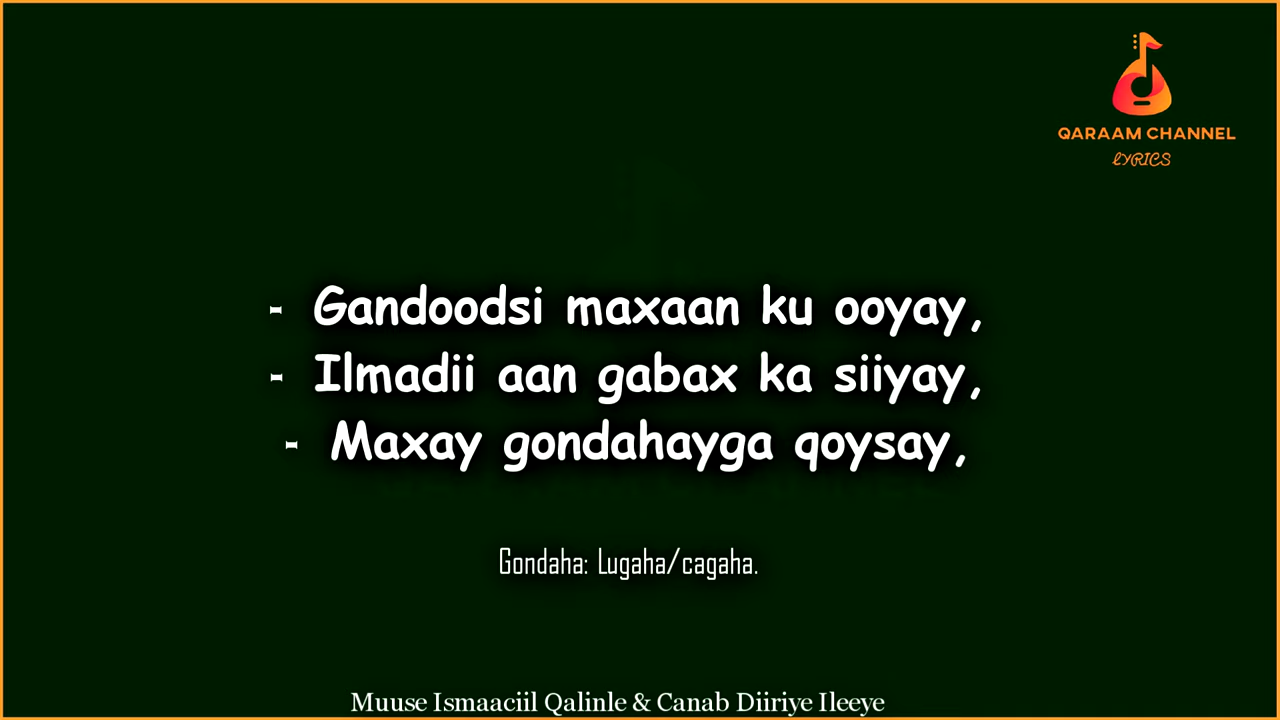 QARAAM CHANNEL
LYRICS
- Gandoodsi maxaan ku ooyay,
- Ilmadii aan gabax ka siiyay,
- Maxay gondahayga qoysay,
Gondaha: Lugaha/cagaha.
Muuse Ismaaciil Qalinle & Canab Diiriye Ileeye